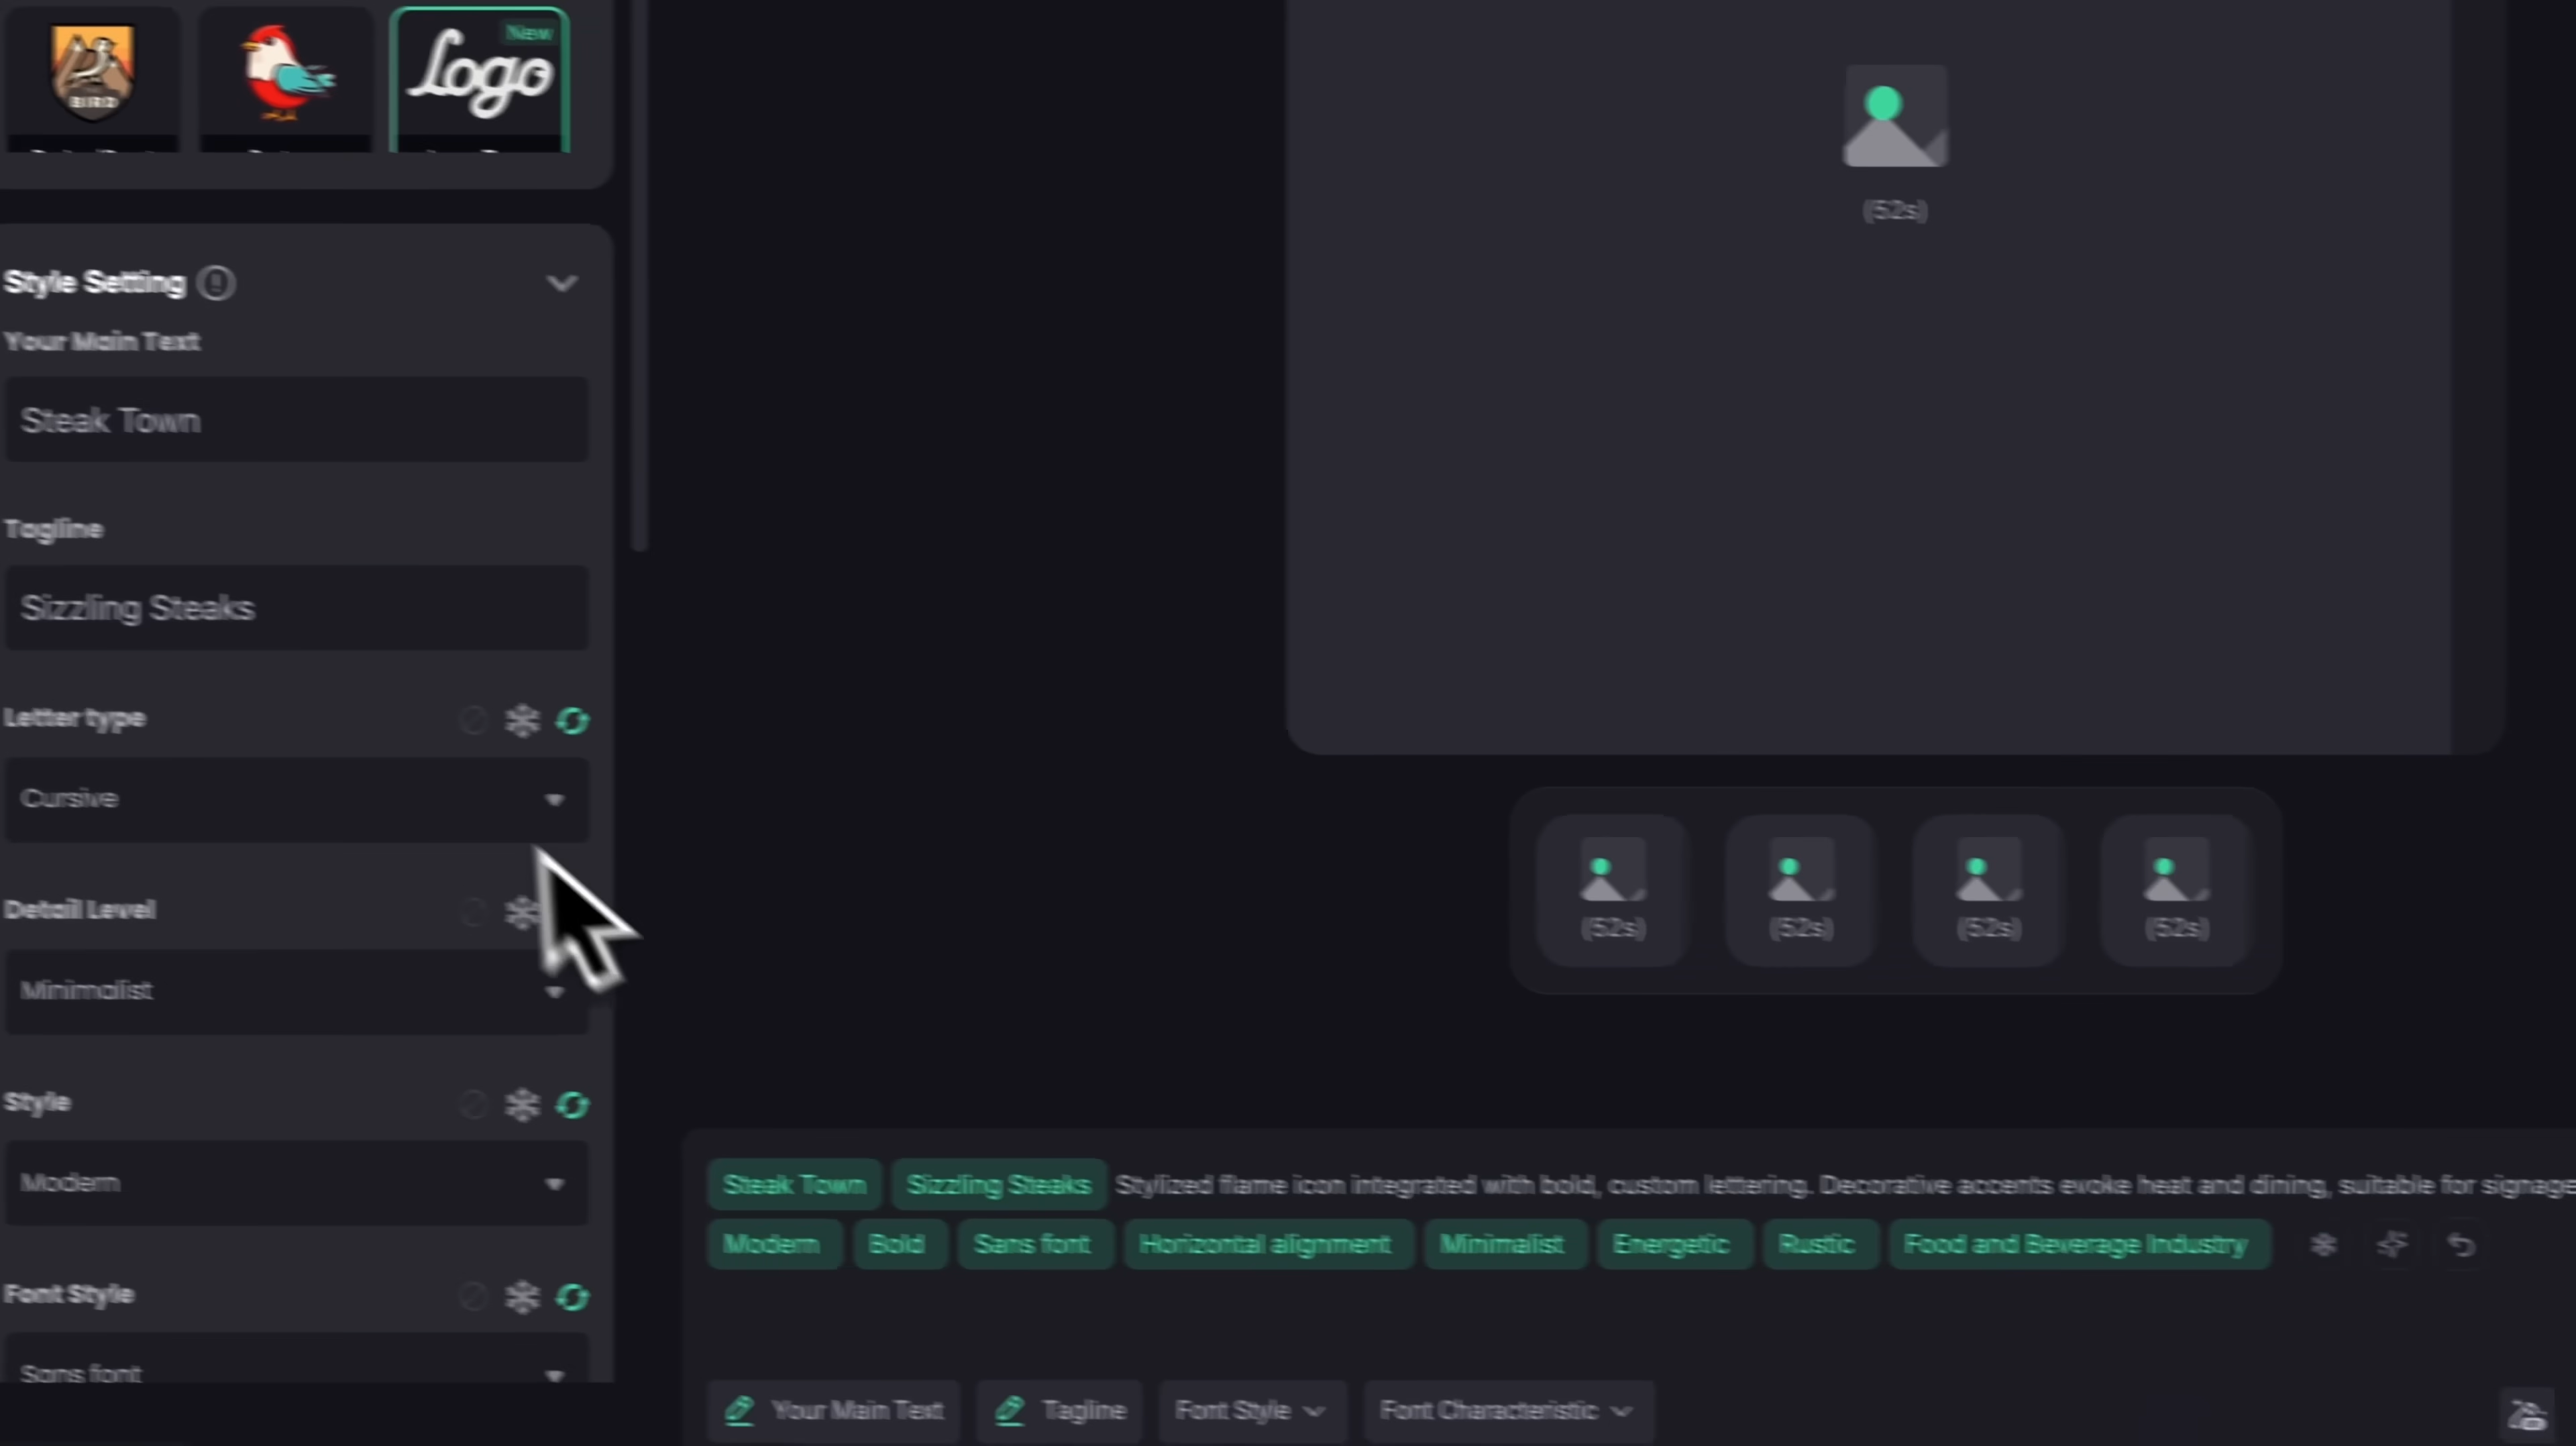 BIRD
Logo
New
(52s)
Style Setting
Your Main Text
Steak Town
Tagline
Sizzling Steaks
Letter type
Cursive
Detail Level
Minimalist
Style
Modern
Font Style
Sans font
(52s) (52s) (52s) (52s)
Steak Town Sizzling Steaks Stylized flame icon integrated with bold, custom lettering. Decorative accents evoke heat and dining, suitable for signage
Modern Bold Sans font Horizontal alignment Minimalist Energetic Rustic Food and Beverage Industry
Your Main Text Tagline Font Style Font Characteristic